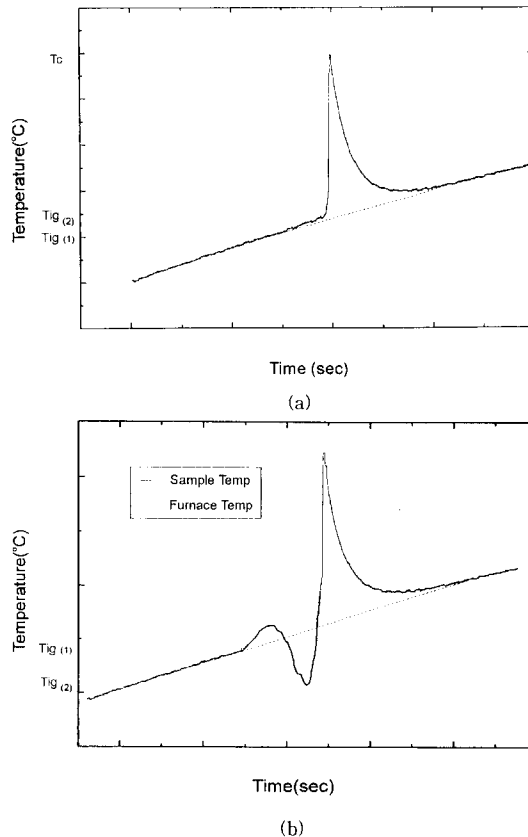 Tc
Temperature(°C)
Tig (2)
Tig (1)
Time (sec)
(a)
Sample Temp
Furnace Temp
Temperature(°C)
Tig (1)
Tig (2)
Time(sec)
(b)